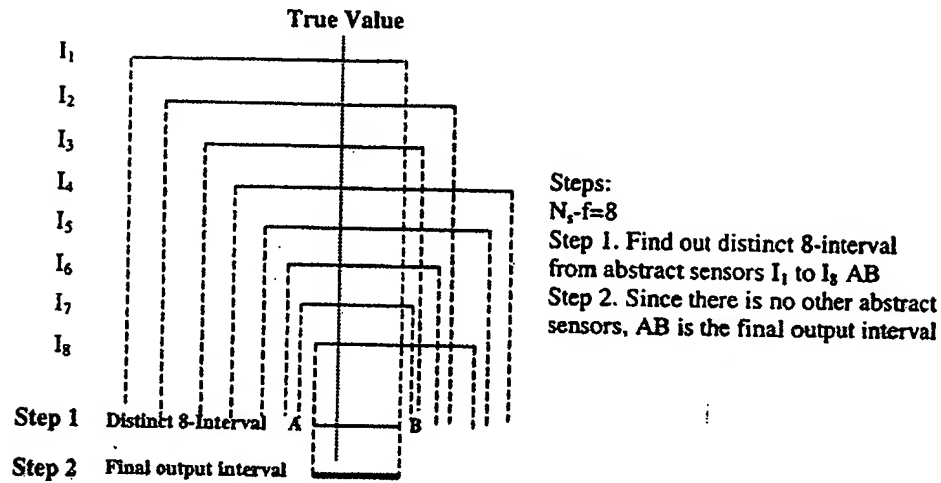 True Value
I₁
I₂
I₃
I₄
I₅
I₆
I₇
I₈
Steps:
Nₛ-f=8
Step 1. Find out distinct 8-interval
from abstract sensors I₁ to I₈ AB
Step 2. Since there is no other abstract
sensors, AB is the final output interval
Step 1 Distinct 8-Interval A B
Step 2 Final output interval